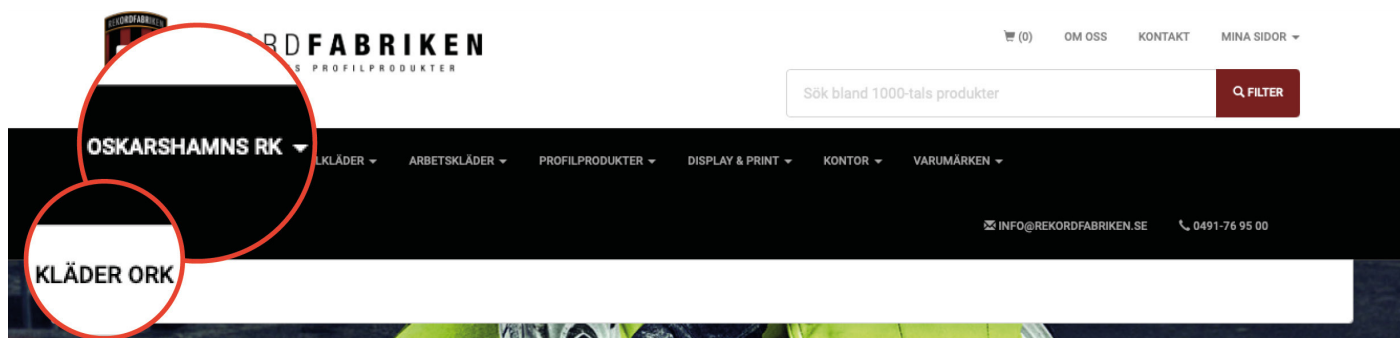 REKORDFABRIKEN
RDFABRIKEN
S PROFILPRODUKTER
(0) OM OSS KONTAKT MINA SIDOR
Sök bland 1000-tals produkter
FILTER
OSKARSHAMNS RK
LKLÄDER ARBETSKLÄDER PROFILPRODUKTER DISPLAY & PRINT KONTOR VARUMÄRKEN
INFO@REKORDFABRIKEN.SE 0491-76 95 00
KLÄDER ORK